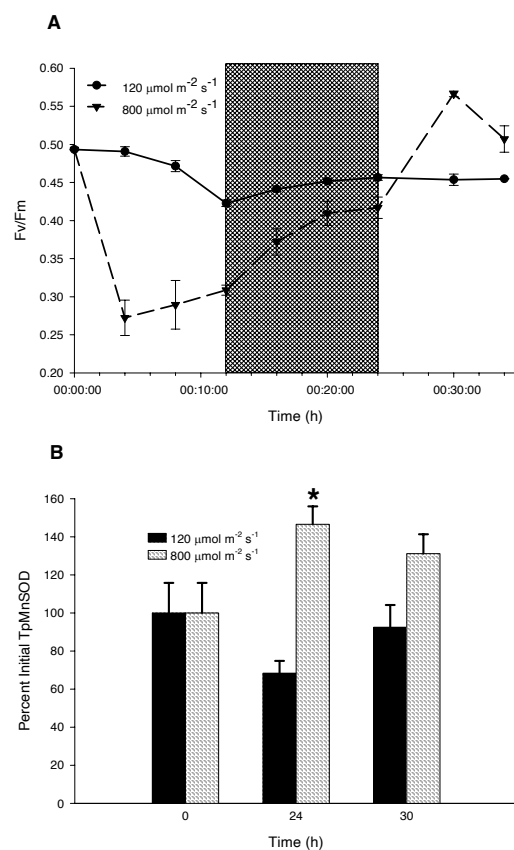 A
0.60
0.55
0.50
0.45
0.40
0.35
0.30
0.25
0.20
Fv/Fm
120 µmol m⁻² s⁻¹
800 µmol m⁻² s⁻¹
00:00:00 00:10:00 00:20:00 00:30:00
Time (h)
B
160
140
120
100
80
60
40
20
0
Percent Initial TpMnSOD
120 µmol m⁻² s⁻¹
800 µmol m⁻² s⁻¹
*
0 24 30
Time (h)